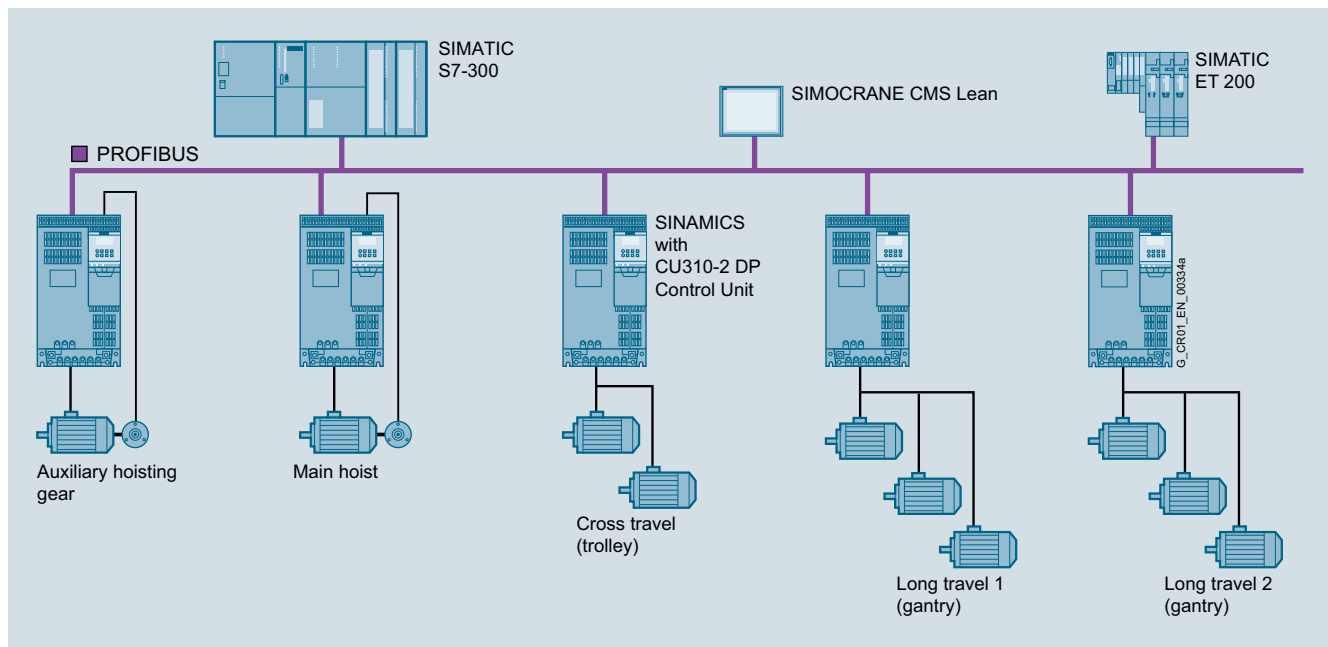 SIMATIC
S7-300
SIMOCRANE CMS Lean
SIMATIC
ET 200
PROFIBUS
SINAMICS
with
CU310-2 DP
Control Unit
G_CR01_EN_00334a
Auxiliary hoisting
gear
Main hoist
Cross travel
(trolley)
Long travel 1
(gantry)
Long travel 2
(gantry)